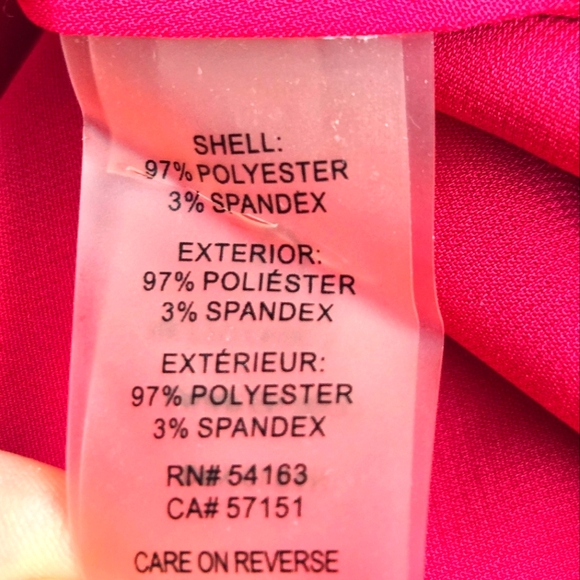 SHELL:
97% POLYESTER
3% SPANDEX
EXTERIOR:
97% POLIÉSTER
3% SPANDEX
EXTÉRIEUR:
97% POLYESTER
3% SPANDEX
RN# 54163
CA# 57151
CARE ON REVERSE